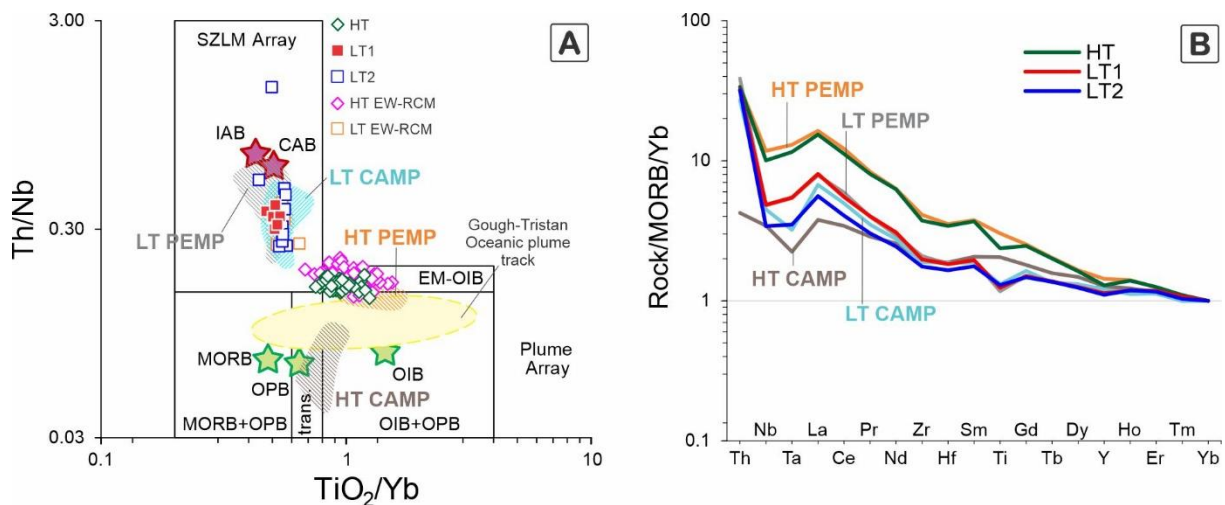 3.00
SZLM Array
HT
LT1
LT2
HT EW-RCM
LT EW-RCM
A
IAB
CAB
LT CAMP
Th/Nb
0.30
LT PEMP
HT PEMP
Gough-Tristan
Oceanic plume
track
EM-OIB
MORB
OPB
OIB
Plume
Array
trans.
HT CAMP
MORB+OPB
OIB+OPB
0.03
0.1
1
10
TiO2/Yb
100
B
HT
LT1
LT2
HT PEMP
LT PEMP
10
Rock/MORB/Yb
1
HT CAMP
LT CAMP
0.1
Nb Ta La Ce Pr Nd Zr Hf Sm Ti Gd Tb Dy Y Ho Er Tm Yb
Th